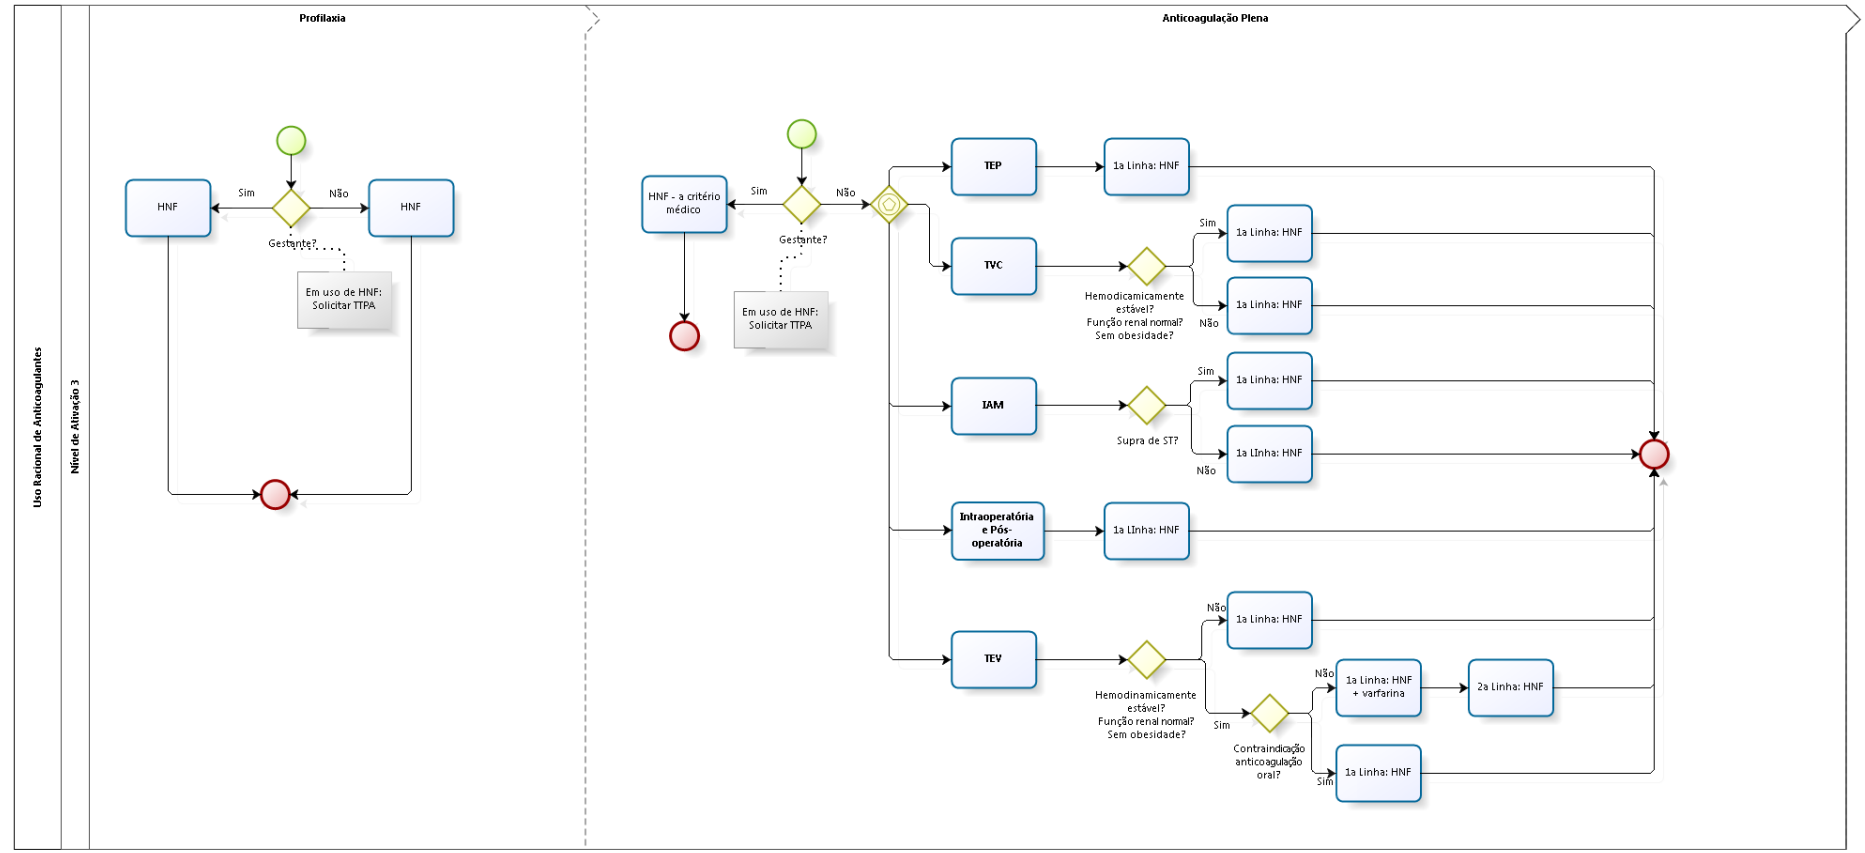 Profilaxia
Anticoagulação Plena
Uso Racional de Anticoagulantes
Nível de Ativação 3
HNF
Sim
Não
HNF
Gestante?
Em uso de HNF:
Solicitar TTPA
HNF - a critério
médico
Sim
Não
Gestante?
Em uso de HNF:
Solicitar TTPA
TEP
1a Linha: HNF
TVC
Hemodicamicamente
estável?
Função renal normal?
Sem obesidade?
Sim
1a Linha: HNF
Não
1a Linha: HNF
IAM
Supra de ST?
Sim
1a Linha: HNF
Não
1a LInha: HNF
Intraoperatória
e Pós-
operatória
1a LInha: HNF
TEV
Hemodinamicamente
estável?
Função renal normal?
Sem obesidade?
Não
1a Linha: HNF
Sim
Contraindicação
anticoagulação
oral?
Não
1a Linha: HNF
+ varfarina
2a Linha: HNF
Sim
1a Linha: HNF